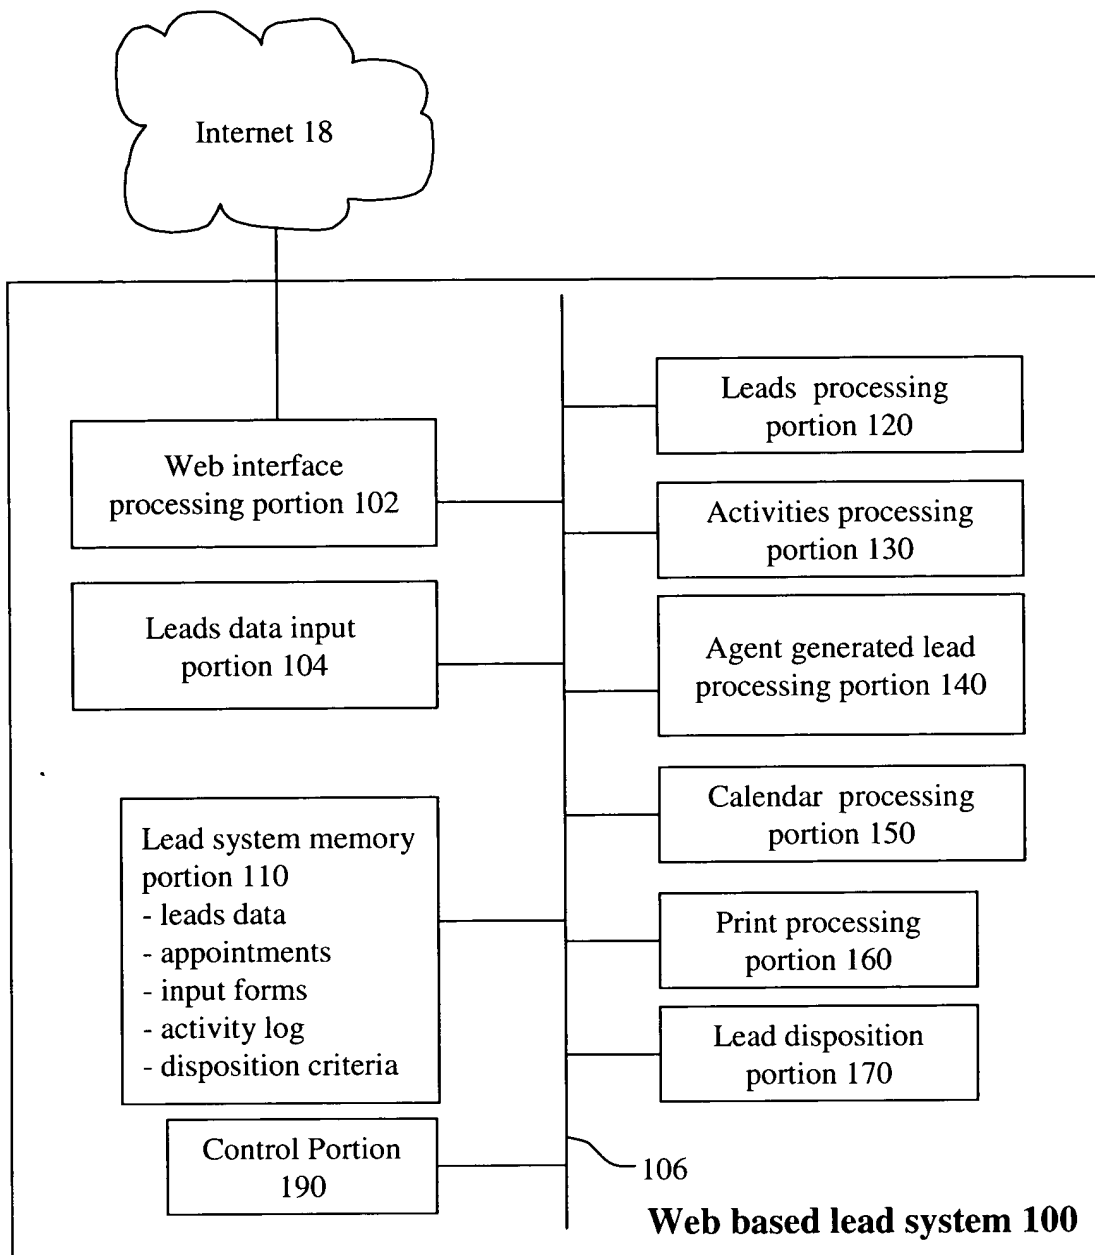 Internet 18
Web interface
processing portion 102
Leads data input
portion 104
Lead system memory
portion 110
- leads data
- appointments
- input forms
- activity log
- disposition criteria
Control Portion
190
Leads processing
portion 120
Activities processing
portion 130
Agent generated lead
processing portion 140
Calendar processing
portion 150
Print processing
portion 160
Lead disposition
portion 170
106
Web based lead system 100